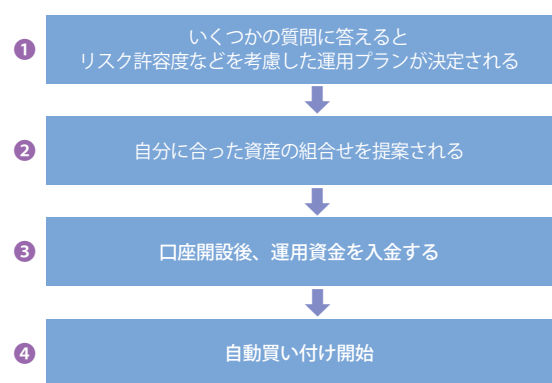 ❶
いくつかの質問に答えると
リスク許容度などを考慮した運用プランが決定される
❷
自分に合った資産の組合せを提案される
❸
口座開設後、運用資金を入金する
❹
自動買い付け開始